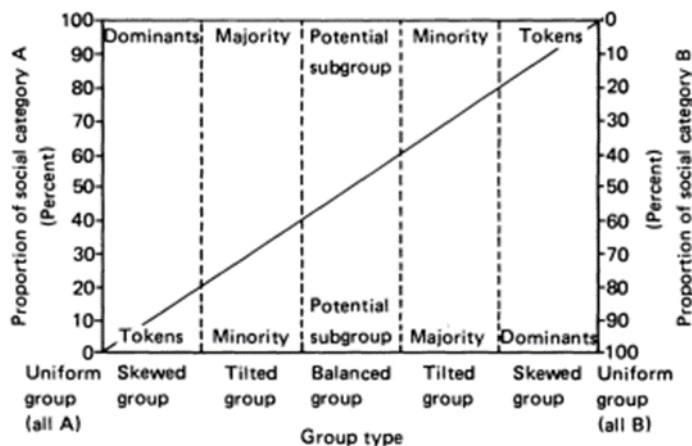 Proportion of social category A
(Percent)
100
90
80
70
60
50
40
30
20
10
0
Dominants
Majority
Potential
subgroup
Minority
Tokens
Tokens
Minority
Potential
subgroup
Majority
Dominants
0
10
20
30
40
50
60
70
80
90
100
Proportion of social category B
(Percent)
Uniform
group
(all A)
Skewed
group
Tilted
group
Balanced
group
Tilted
group
Skewed
group
Uniform
group
(all B)
Group type